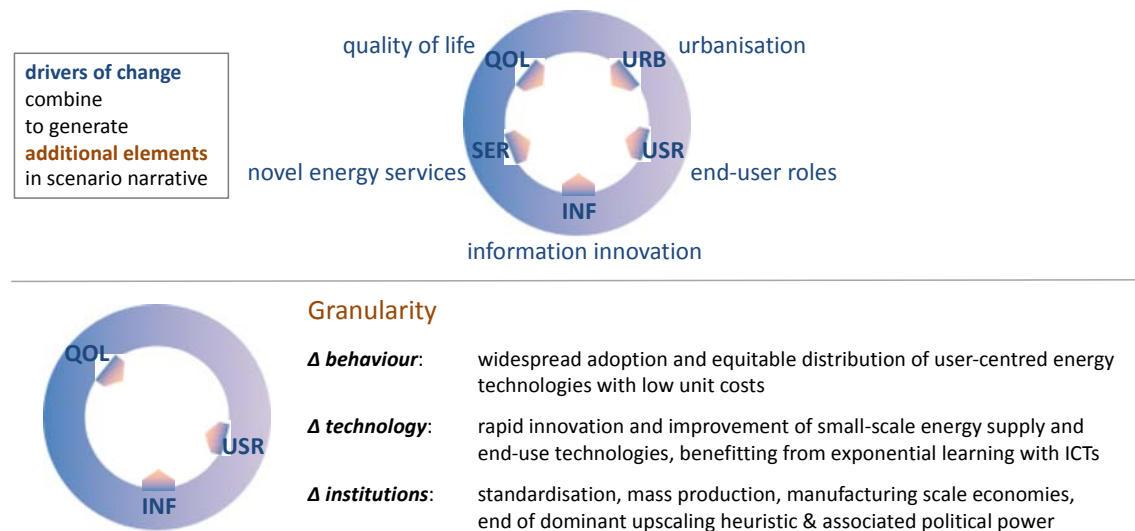 drivers of change
combine
to generate
additional elements
in scenario narrative
quality of life
QOL
URB
urbanisation
novel energy services
SER
USR
end-user roles
INF
information innovation
QOL
USR
INF
Granularity
Δ behaviour: widespread adoption and equitable distribution of user-centred energy
technologies with low unit costs
Δ technology: rapid innovation and improvement of small-scale energy supply and
end-use technologies, benefitting from exponential learning with ICTs
Δ institutions: standardisation, mass production, manufacturing scale economies,
end of dominant upscaling heuristic & associated political power